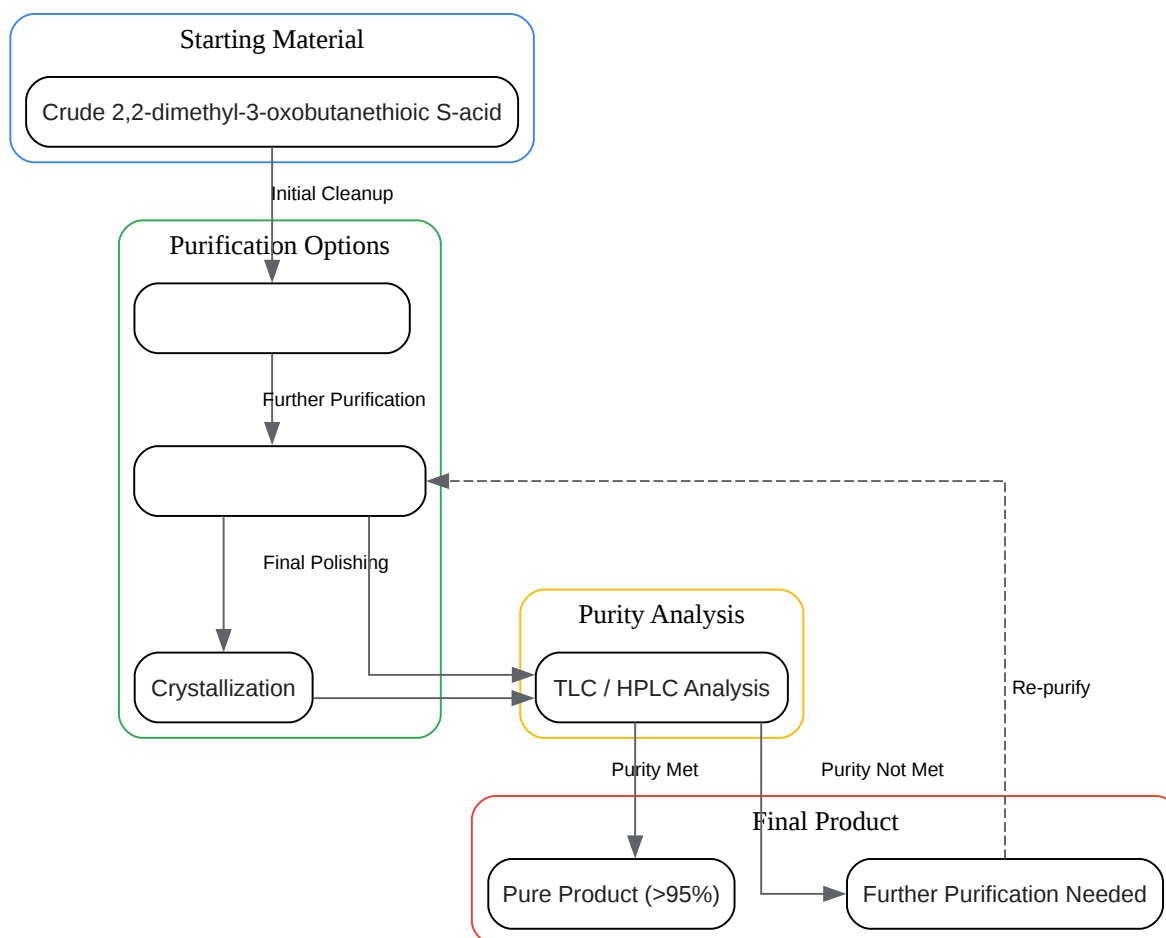 Starting Material
Crude 2,2-dimethyl-3-oxobutanethioic S-acid
Initial Cleanup
Purification Options
Further Purification
Final Polishing
Crystallization
Purity Analysis
TLC / HPLC Analysis
Re-purify
Purity Met
Purity Not Met
Final Product
Pure Product (>95%)
Further Purification Needed